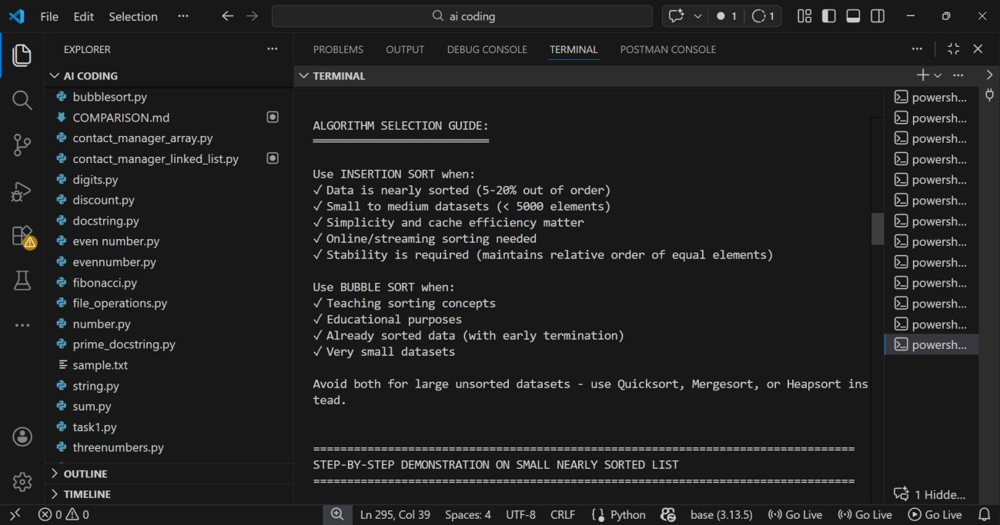 File Edit Selection ··· ai coding 1 1
EXPLORER ···
AI CODING
bubblesort.py
COMPARISON.md
contact_manager_array.py
contact_manager_linked_list.py
digits.py
discount.py
docstring.py
even number.py
evennumber.py
fibonacci.py
file_operations.py
number.py
prime_docstring.py
sample.txt
string.py
sum.py
task1.py
threenumbers.py
OUTLINE
TIMELINE
PROBLEMS OUTPUT DEBUG CONSOLE TERMINAL POSTMAN CONSOLE
TERMINAL
ALGORITHM SELECTION GUIDE:
==========================
Use INSERTION SORT when:
✓ Data is nearly sorted (5-20% out of order)
✓ Small to medium datasets (< 5000 elements)
✓ Simplicity and cache efficiency matter
✓ Online/streaming sorting needed
✓ Stability is required (maintains relative order of equal elements)
Use BUBBLE SORT when:
✓ Teaching sorting concepts
✓ Educational purposes
✓ Already sorted data (with early termination)
✓ Very small datasets
Avoid both for large unsorted datasets - use Quicksort, Mergesort, or Heapsort ins
tead.
================================================================================
STEP-BY-STEP DEMONSTRATION ON SMALL NEARLY SORTED LIST
================================================================================
powersh...
powersh...
powersh...
powersh...
powersh...
powersh...
powersh...
powersh...
powersh...
powersh...
powersh...
powersh...
powersh...
1 Hidde...
0 0 Ln 295, Col 39 Spaces: 4 UTF-8 CRLF {} Python base (3.13.5) Go Live Go Live Go Live